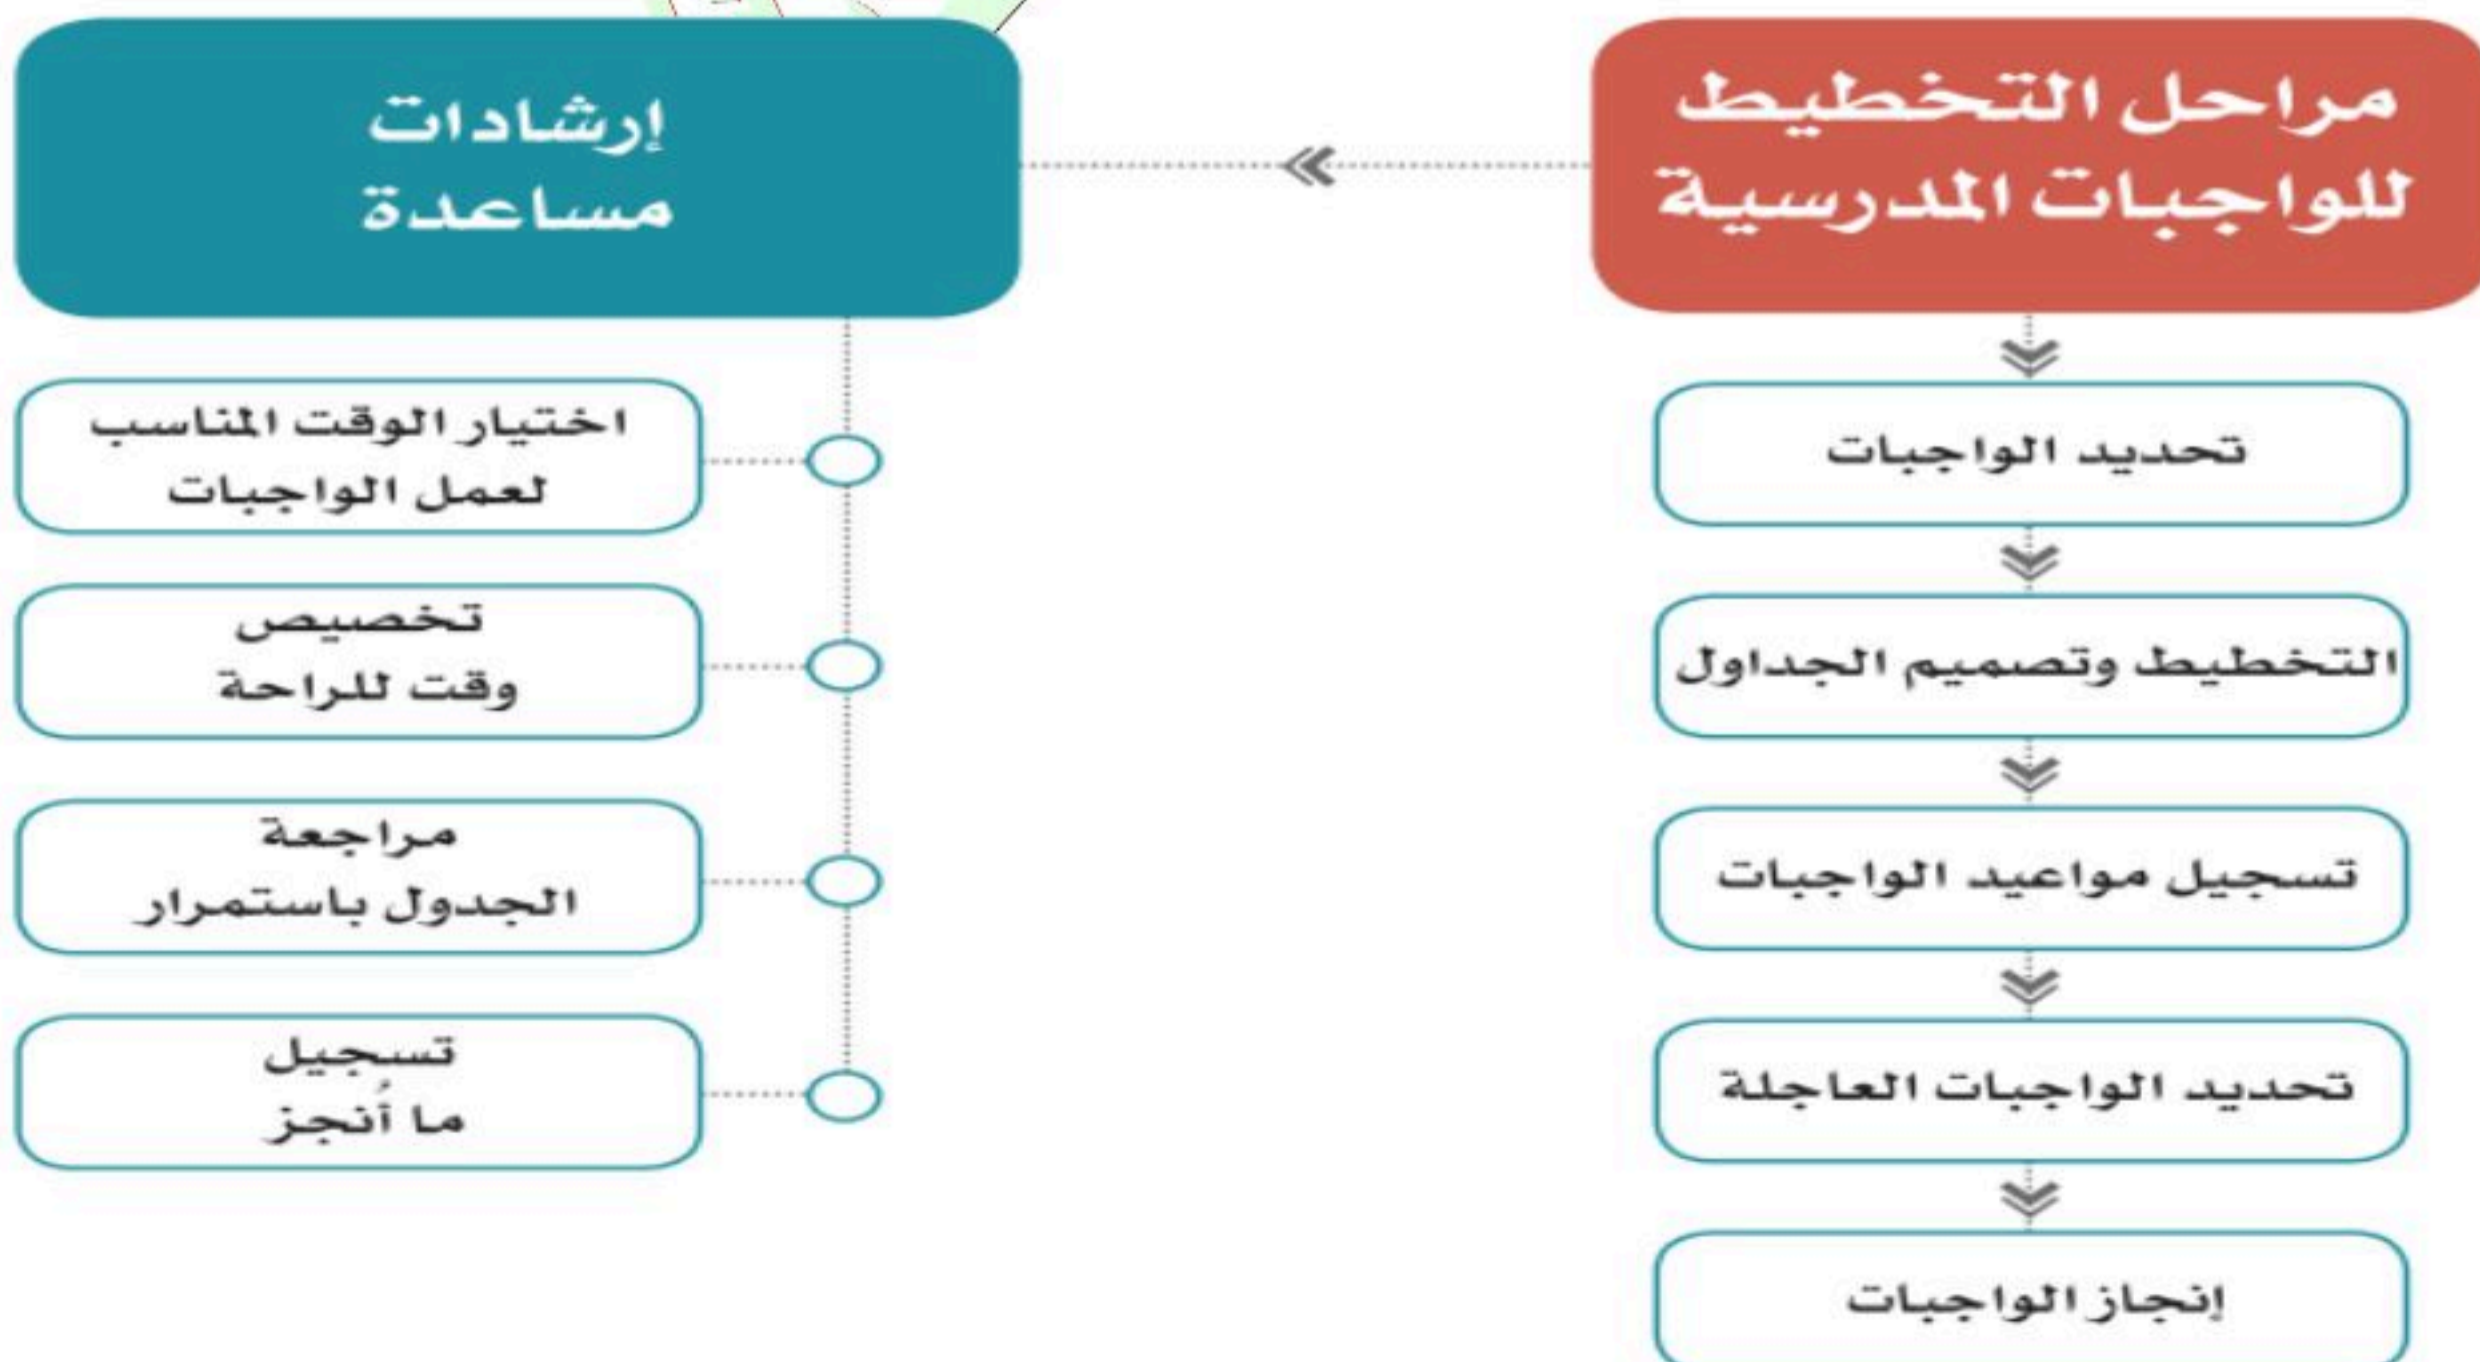 مراحل التخطيط
للواجبات المدرسية
تحديد الواجبات
التخطيط وتصميم الجداول
تسجيل مواعيد الواجبات
تحديد الواجبات العاجلة
إنجاز الواجبات
إرشادات
مساعدة
اختيار الوقت المناسب
لعمل الواجبات
تخصيص
وقت للراحة
مراجعة
الجدول باستمرار
تسجيل
ما أُنجز